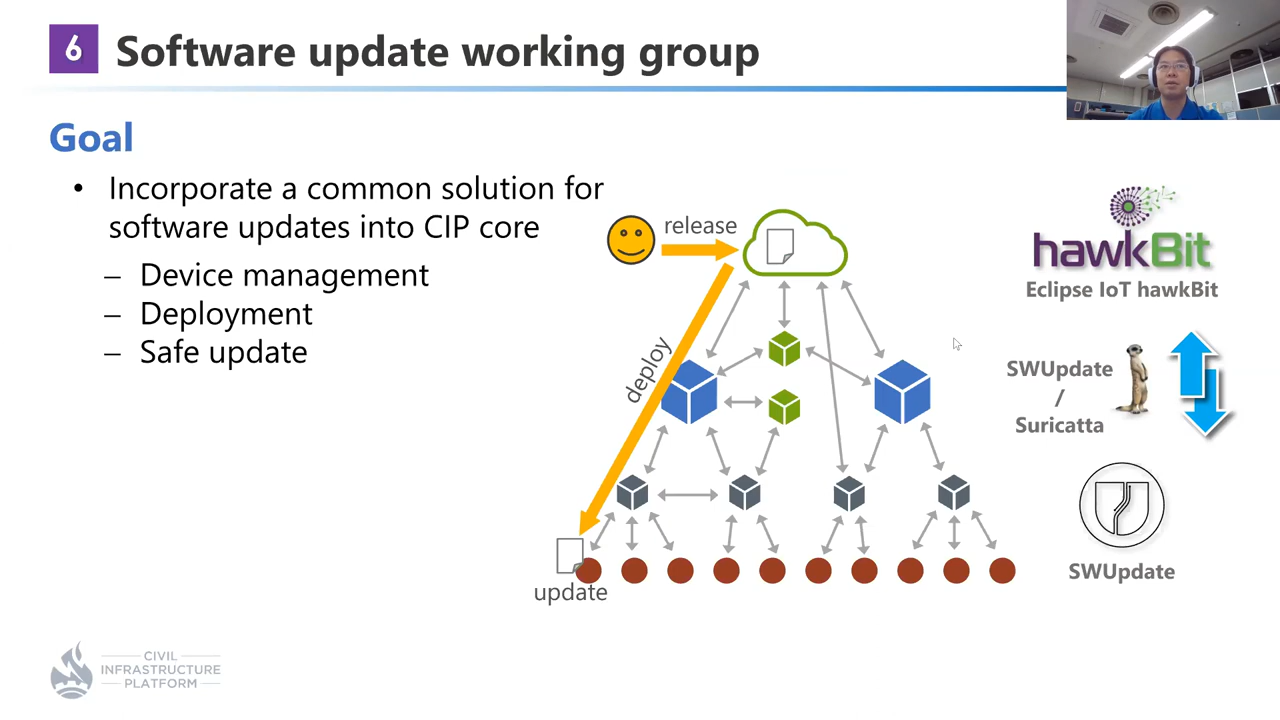 6 Software update working group
Goal
• Incorporate a common solution for
software updates into CIP core
– Device management
– Deployment
– Safe update
release
deploy
update
hawkBit
Eclipse IoT hawkBit
SWUpdate
/
Suricatta
SWUpdate
CIVIL
INFRASTRUCTURE
PLATFORM